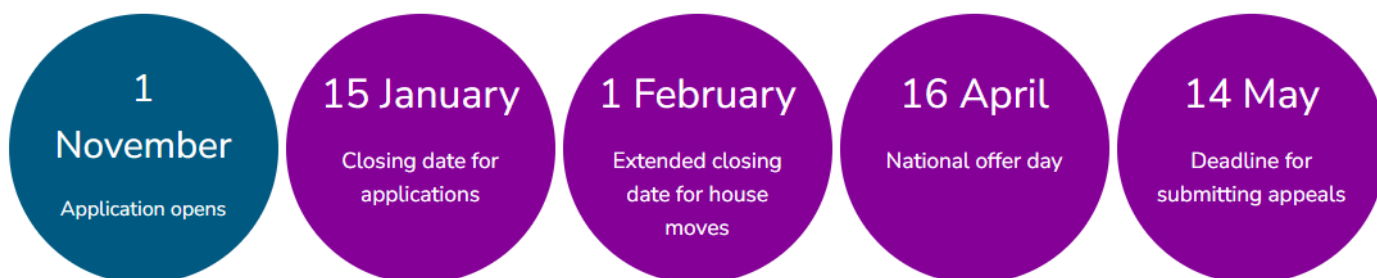 1
November
Application opens
15 January
Closing date for
applications
1 February
Extended closing
date for house
moves
16 April
National offer day
14 May
Deadline for
submitting appeals